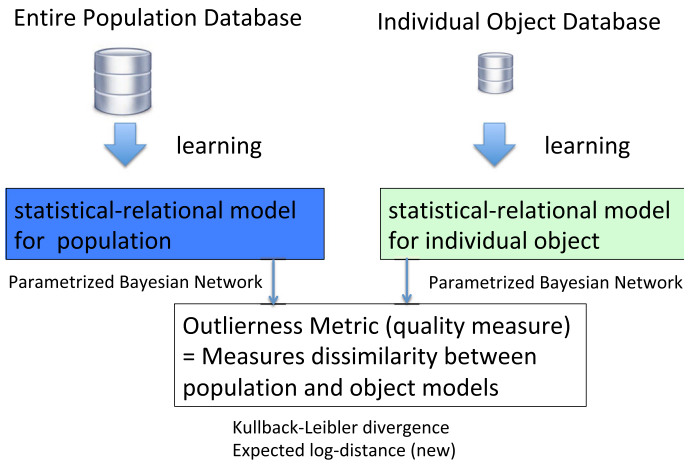 Entire Population Database
Individual Object Database
learning
learning
statistical-relational model
for population
statistical-relational model
for individual object
Parametrized Bayesian Network
Parametrized Bayesian Network
Outlierness Metric (quality measure)
= Measures dissimilarity between
population and object models
Kullback-Leibler divergence
Expected log-distance (new)